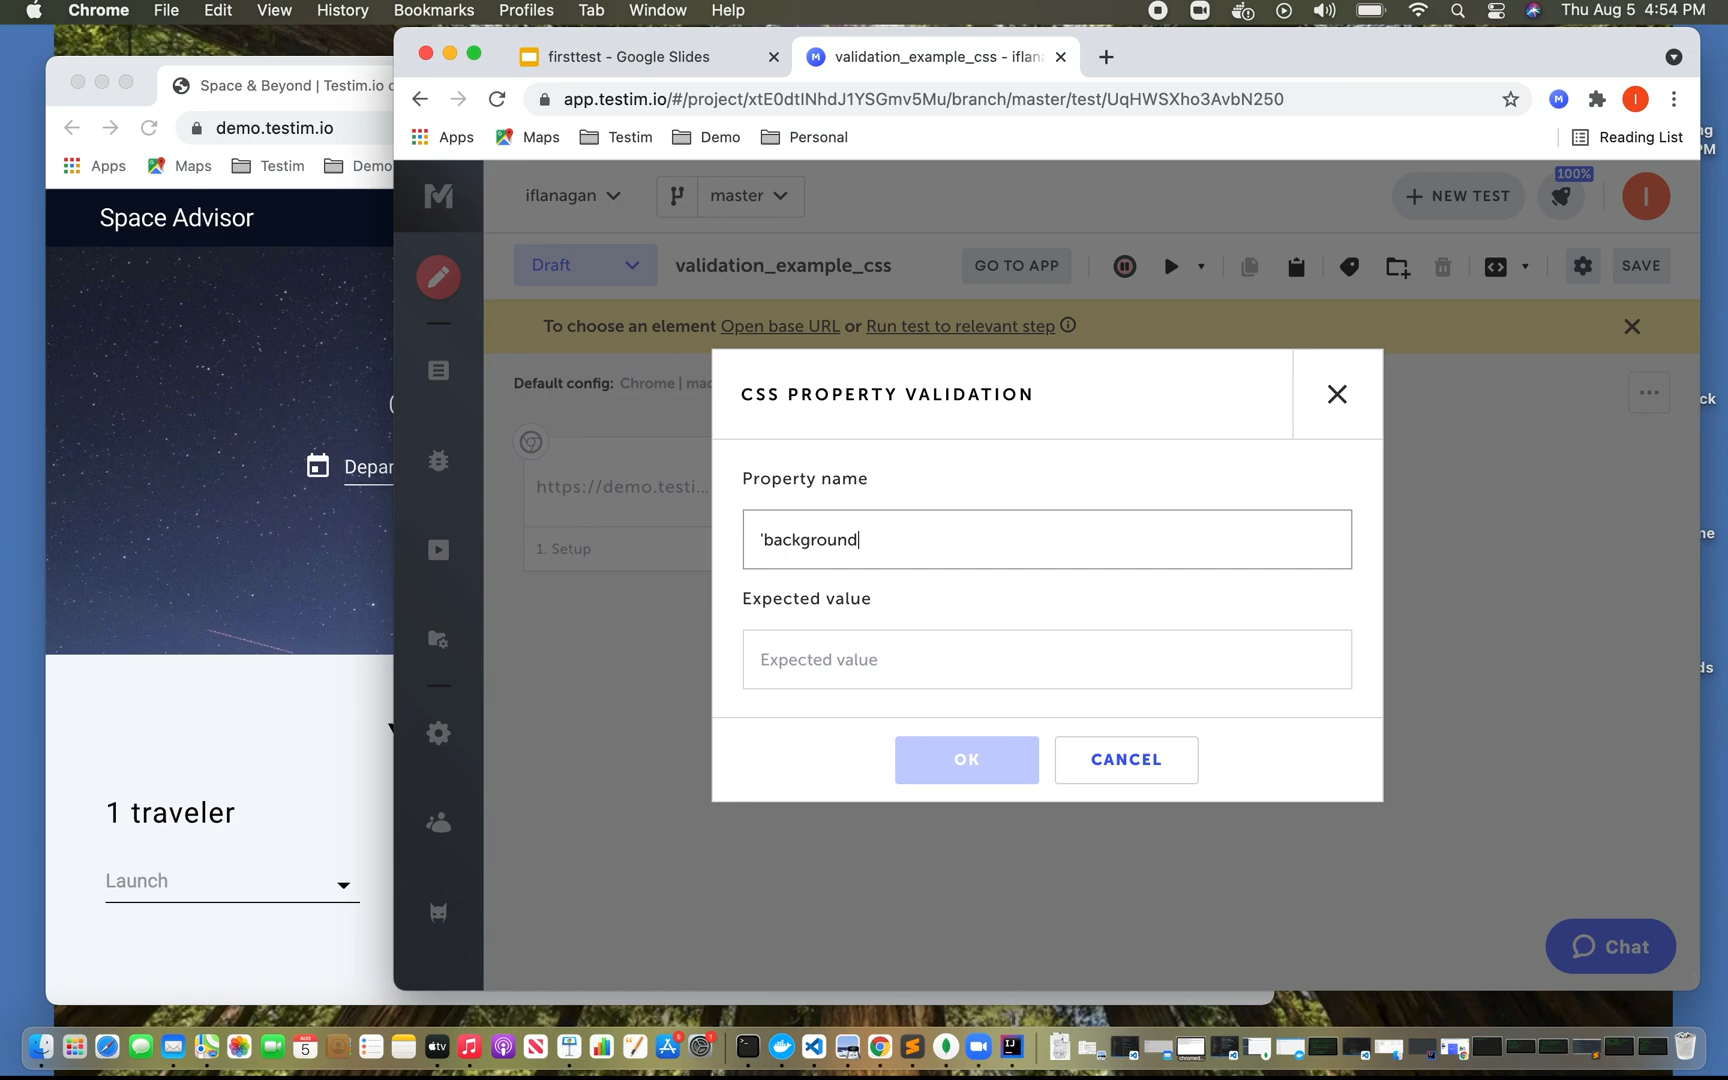 Chrome File Edit View History Bookmarks Profiles Tab Window Help Thu Aug 5 4:54 PM
firsttest - Google Slides validation_example_css - iflana
Space & Beyond | Testim.io
app.testim.io/#/project/xtE0dtINhdJ1YSGmv5Mu/branch/master/test/UqHWSXho3AvbN250
demo.testim.io
Apps Maps Testim Demo Personal Reading List
Apps Maps Testim Demo
100%
iflanagan master + NEW TEST I
Space Advisor
Draft validation_example_css GO TO APP SAVE
To choose an element Open base URL or Run test to relevant step
Default config: Chrome | mac
CSS PROPERTY VALIDATION
Depar
https://demo.testi...
1. Setup
Property name
'background
Expected value
Expected value
OK CANCEL
1 traveler
Launch
Chat